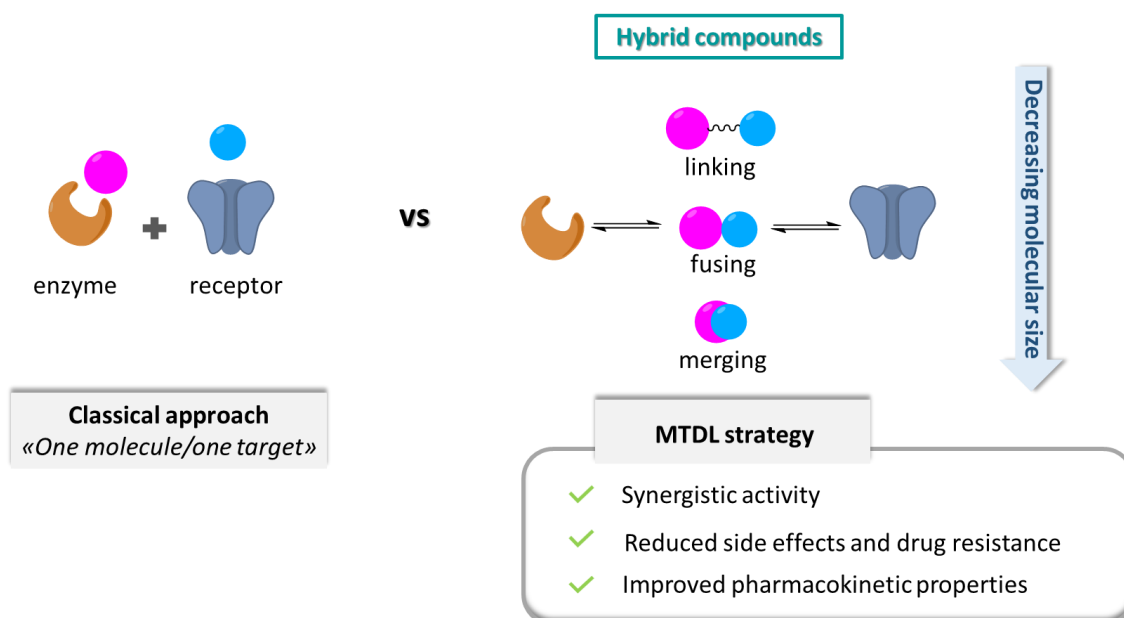 Hybrid compounds
linking
enzyme
receptor
vs
fusing
merging
Decreasing molecular size
Classical approach
«One molecule/one target»
MTDL strategy
Synergistic activity
Reduced side effects and drug resistance
Improved pharmacokinetic properties